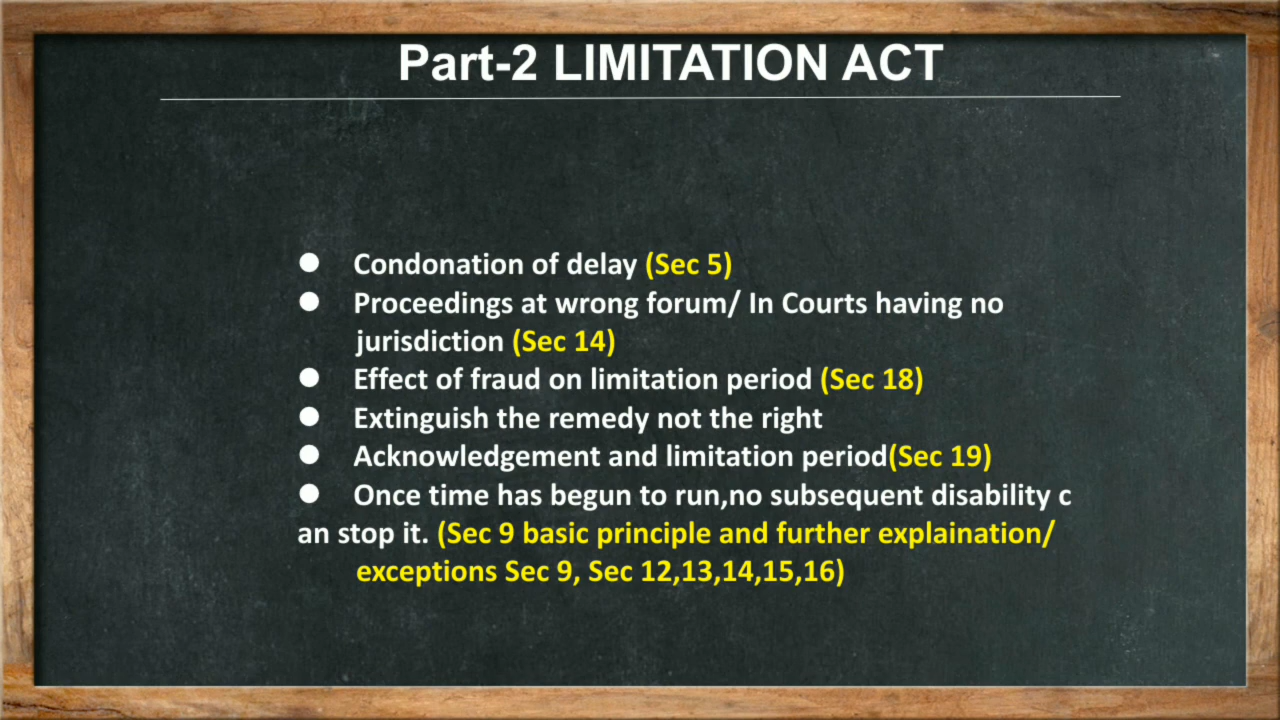 Part-2 LIMITATION ACT
● Condonation of delay (Sec 5)
● Proceedings at wrong forum/ In Courts having no
jurisdiction (Sec 14)
● Effect of fraud on limitation period (Sec 18)
● Extinguish the remedy not the right
● Acknowledgement and limitation period(Sec 19)
● Once time has begun to run,no subsequent disability c
an stop it. (Sec 9 basic principle and further explaination/
exceptions Sec 9, Sec 12,13,14,15,16)